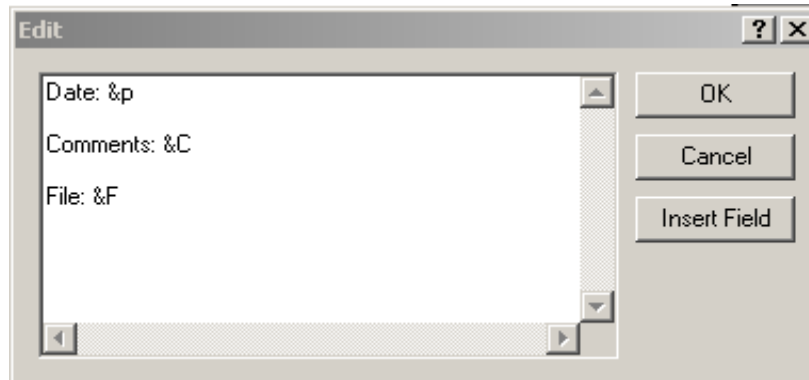 Edit
Date: &p
Comments: &C
File: &F
OK
Cancel
Insert Field